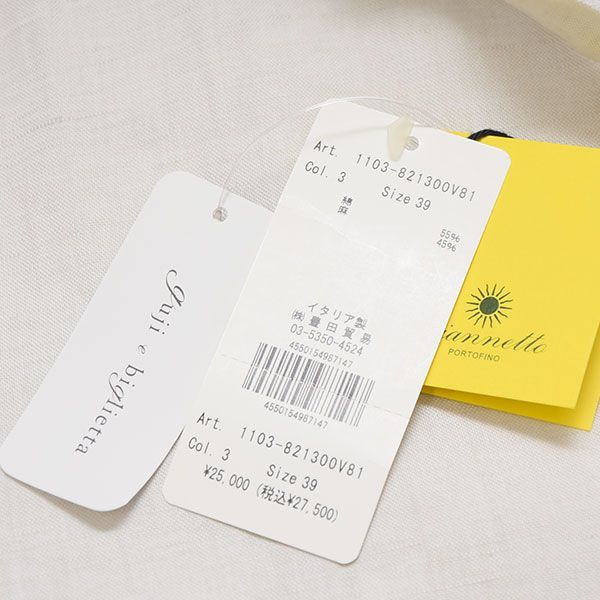 guji e biglietta
Art. 1103-821300V81
Col. 3 Size 39
綿 55%
麻 45%
イタリア製
㈱豊田貿易
03-5350-4524
4550154987147
4550154987147
Art. 1103-821300V81
Col. 3 Size 39
¥25,000 (税込¥27,500)
iannetto
PORTOFINO